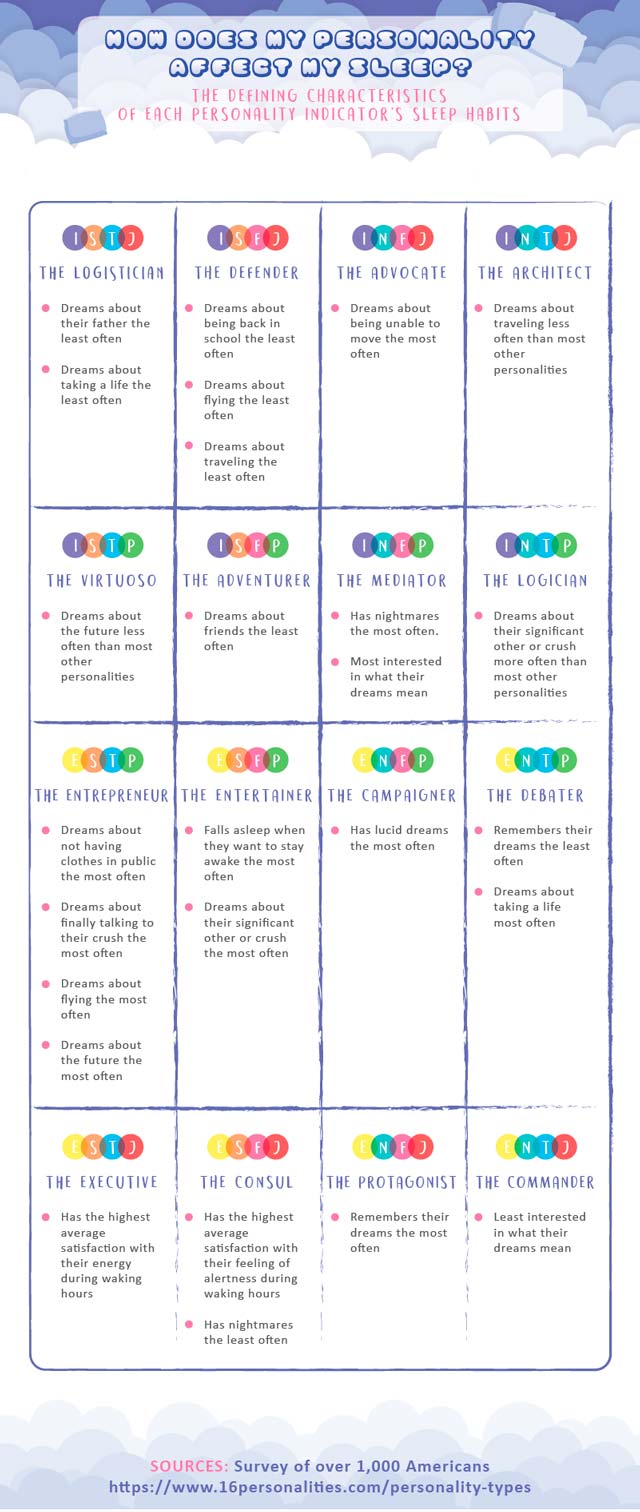 HOW DOES MY PERSONALITY
AFFECT MY SLEEP?
THE DEFINING CHARACTERISTICS
OF EACH PERSONALITY INDICATOR'S SLEEP HABITS
ISTJ
THE LOGISTICIAN
Dreams about
their father the
least often
Dreams about
taking a life the
least often
ISFJ
THE DEFENDER
Dreams about
being back in
school the least
often
Dreams about
flying the least
often
Dreams about
traveling the
least often
INFJ
THE ADVOCATE
Dreams about
being unable to
move the most
often
INTJ
THE ARCHITECT
Dreams about
traveling less
often than most
other
personalities
ISTP
THE VIRTUOSO
Dreams about
the future less
often than most
other
personalities
ISFP
THE ADVENTURER
Dreams about
friends the least
often
INFP
THE MEDIATOR
Has nightmares
the most often.
Most interested
in what their
dreams mean
INTP
THE LOGICIAN
Dreams about
their significant
other or crush
more often than
most other
personalities
ESTP
THE ENTREPRENEUR
Dreams about
not having
clothes in public
the most often
Dreams about
finally talking to
their crush the
most often
Dreams about
flying the most
often
Dreams about
the future the
most often
ESFP
THE ENTERTAINER
Falls asleep when
they want to stay
awake the most
often
Dreams about
their significant
other or crush
the most often
ENFP
THE CAMPAIGNER
Has lucid dreams
the most often
ENTP
THE DEBATER
Remembers their
dreams the least
often
Dreams about
taking a life
most often
ESTJ
THE EXECUTIVE
Has the highest
average
satisfaction with
their energy
during waking
hours
ESFJ
THE CONSUL
Has the highest
average
satisfaction with
their feeling of
alertness during
waking hours
Has nightmares
the least often
ENFJ
THE PROTAGONIST
Remembers their
dreams the most
often
ENTJ
THE COMMANDER
Least interested
in what their
dreams mean
SOURCES: Survey of over 1,000 Americans
https://www.16personalities.com/personality-types